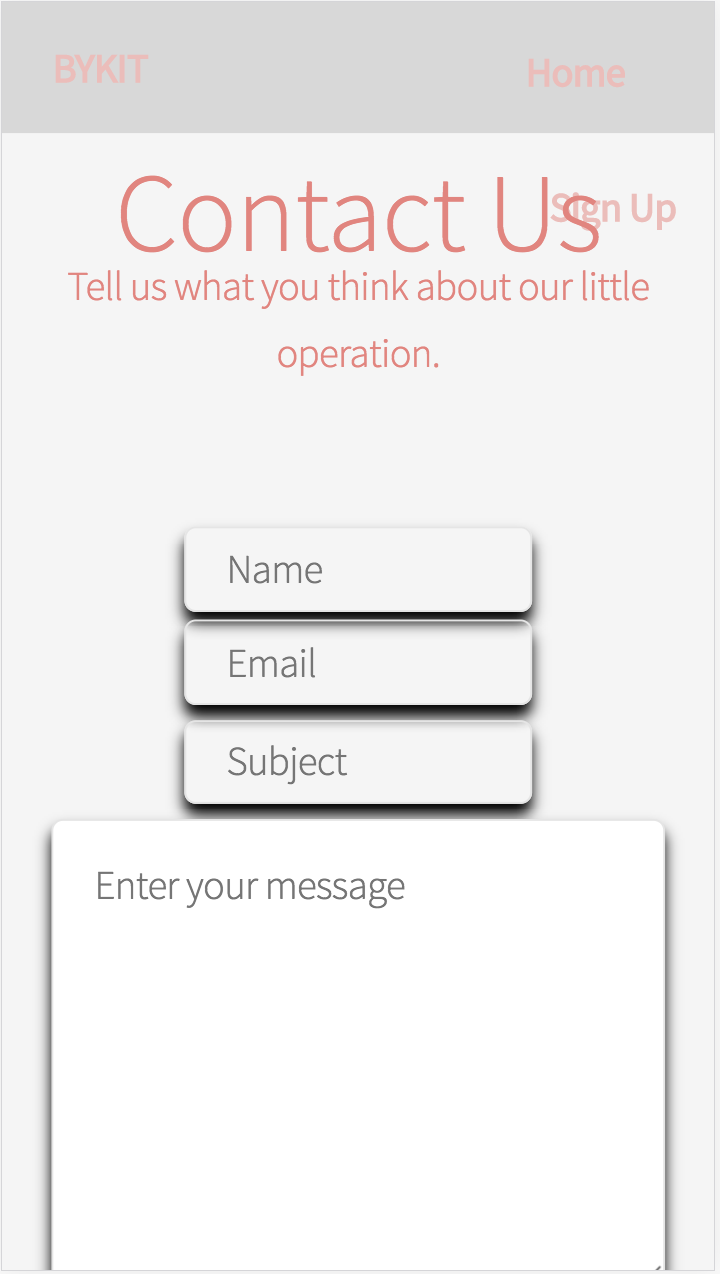 BYKIT
Home
Sign Up
Contact Us
Tell us what you think about our little
operation.
Name
Email
Subject
Enter your message